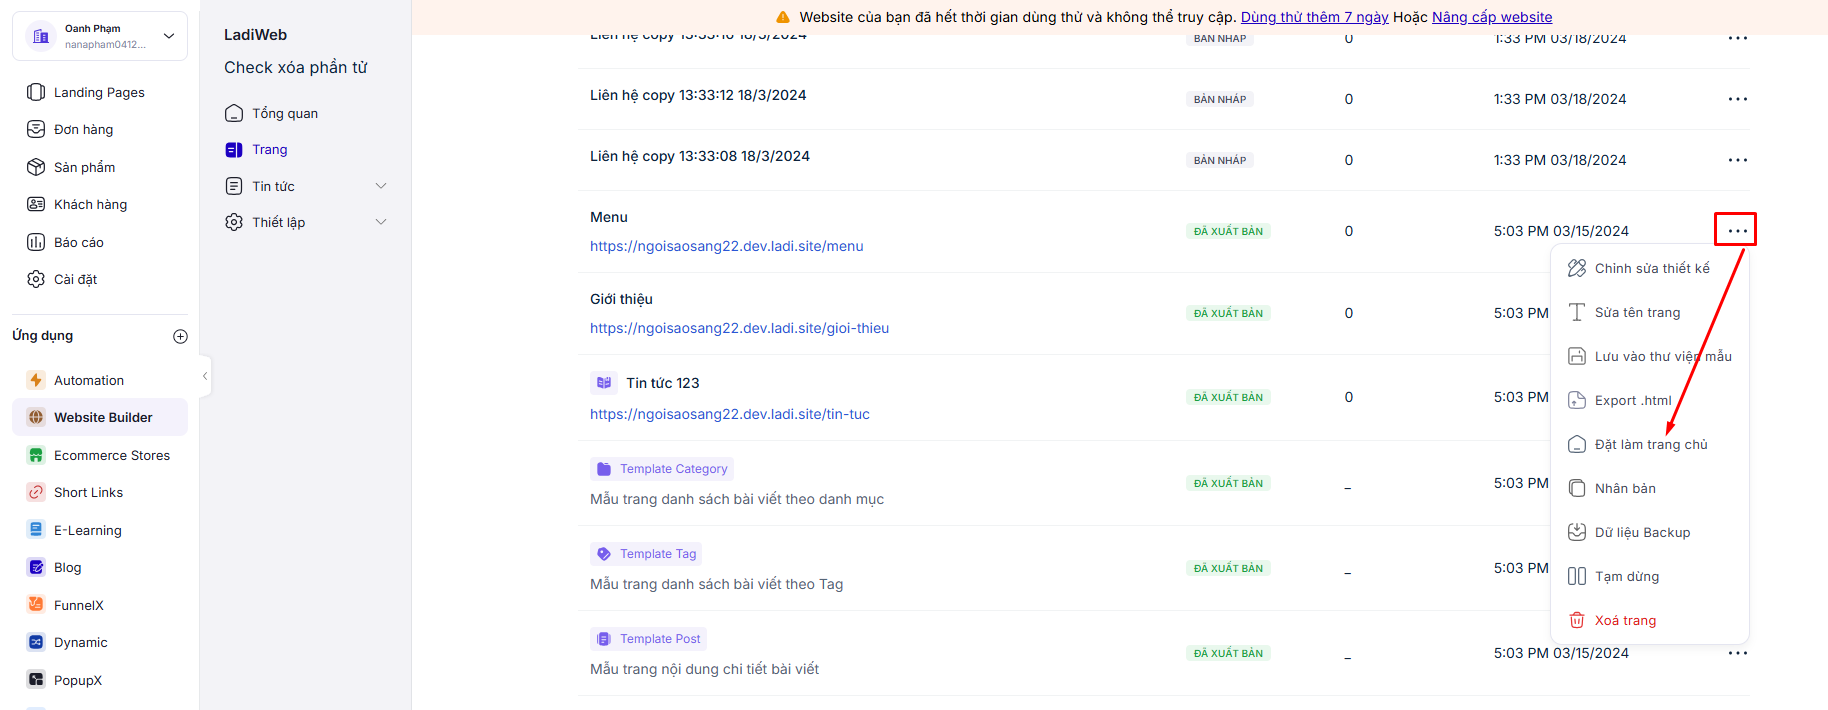 Oanh Phạm
nanapham0412...
Landing Pages
Đơn hàng
Sản phẩm
Khách hàng
Báo cáo
Cài đặt
Ứng dụng
Automation
Website Builder
Ecommerce Stores
Short Links
E-Learning
Blog
FunnelX
Dynamic
PopupX
LadiWeb
Check xóa phần tử
Tổng quan
Trang
Tin tức
Thiết lập
Website của bạn đã hết thời gian dùng thử và không thể truy cập. Dùng thử thêm 7 ngày Hoặc Nâng cấp website
Liên hệ copy 13:33:16 18/3/2024 BẢN NHÁP 0 1:33 PM 03/18/2024
Liên hệ copy 13:33:12 18/3/2024 BẢN NHÁP 0 1:33 PM 03/18/2024
Liên hệ copy 13:33:08 18/3/2024 BẢN NHÁP 0 1:33 PM 03/18/2024
Menu
https://ngoisaosang22.dev.ladi.site/menu
ĐÃ XUẤT BẢN 0 5:03 PM 03/15/2024
Giới thiệu
https://ngoisaosang22.dev.ladi.site/gioi-thieu
ĐÃ XUẤT BẢN 0 5:03 PM
Tin tức 123
https://ngoisaosang22.dev.ladi.site/tin-tuc
ĐÃ XUẤT BẢN 0 5:03 PM
Template Category
Mẫu trang danh sách bài viết theo danh mục
ĐÃ XUẤT BẢN – 5:03 PM
Template Tag
Mẫu trang danh sách bài viết theo Tag
ĐÃ XUẤT BẢN – 5:03 PM
Template Post
Mẫu trang nội dung chi tiết bài viết
ĐÃ XUẤT BẢN – 5:03 PM 03/15/2024
Chỉnh sửa thiết kế
Sửa tên trang
Lưu vào thư viện mẫu
Export .html
Đặt làm trang chủ
Nhân bản
Dữ liệu Backup
Tạm dừng
Xoá trang